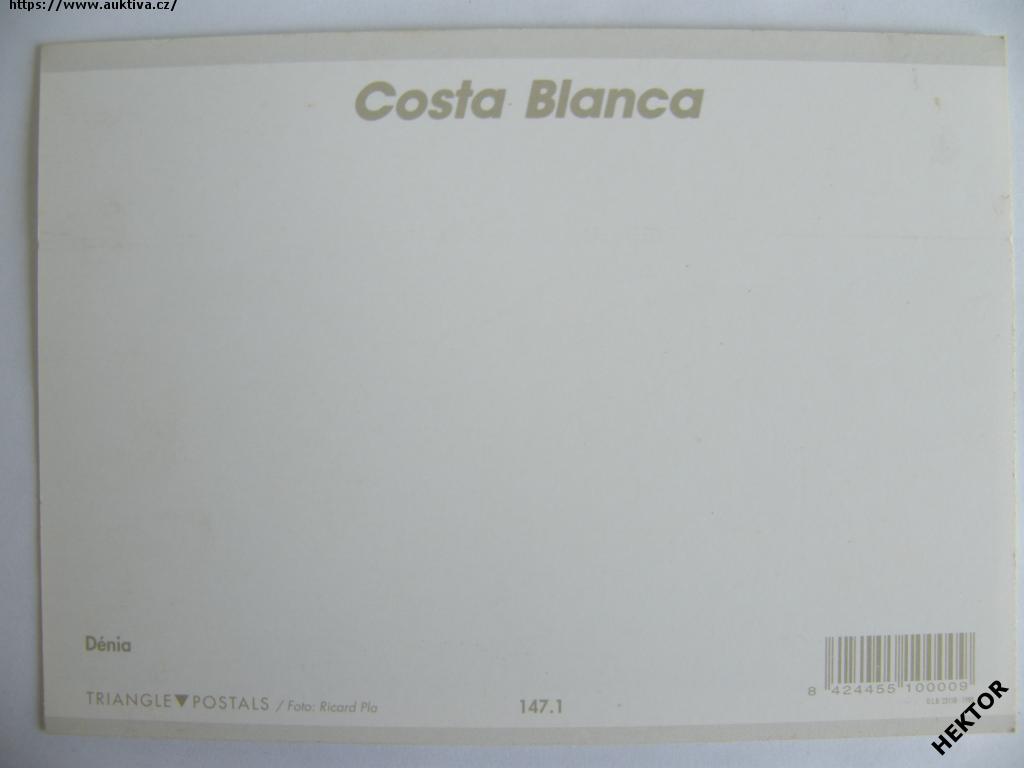 https://www.auktiva.cz/
Costa Blanca
Dénia
TRIANGLE▼POSTALS / Foto: Ricard Pla
147.1
8 424455 100009
HEKTOR